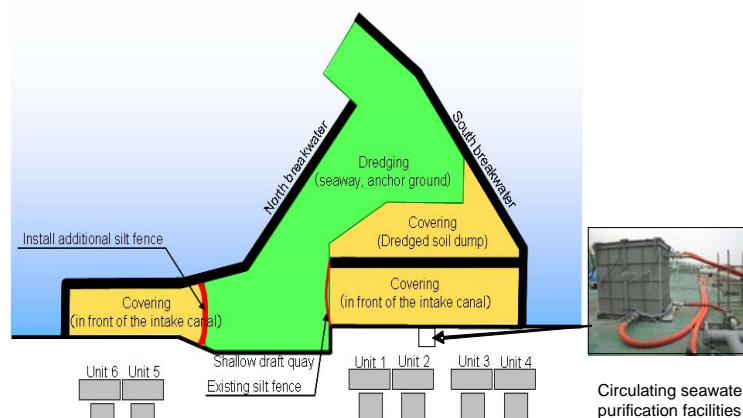 North breakwater
South breakwater
Dredging
(seaway, anchor ground)
Covering
(Dredged soil dump)
Install additional silt fence
Covering
(in front of the intake canal)
Covering
(in front of the intake canal)
Shallow draft quay
Existing silt fence
Unit 6 Unit 5
Unit 1 Unit 2 Unit 3 Unit 4
Circulating seawate
purification facilities